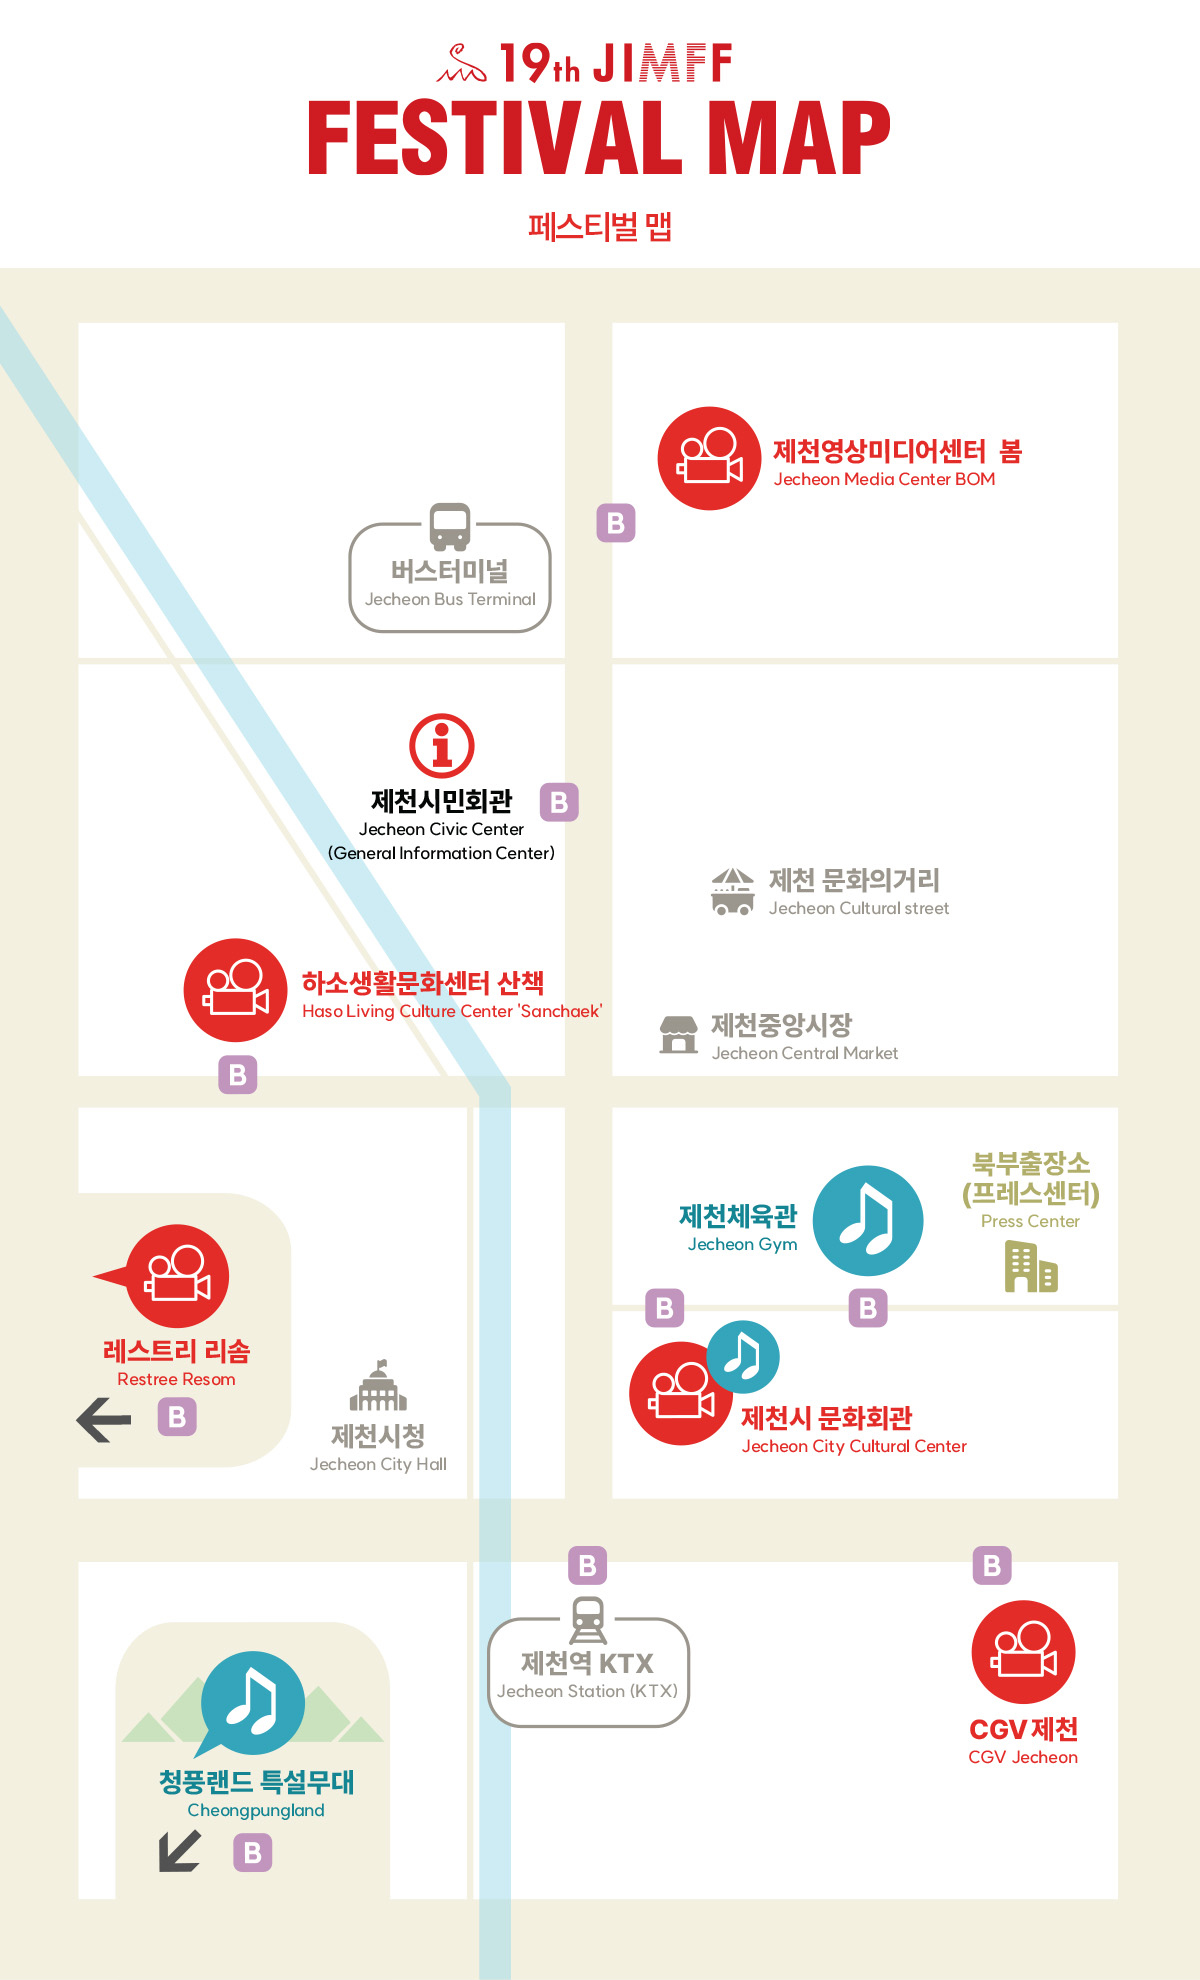 19th JIMFF
FESTIVAL MAP
페스티벌 맵
제천영상미디어센터 봄
Jecheon Media Center BOM
B
버스터미널
Jecheon Bus Terminal
제천시민회관
B
Jecheon Civic Center
(General Information Center)
제천 문화의거리
Jecheon Cultural street
하소생활문화센터 산책
Haso Living Culture Center 'Sanchaek'
B
제천중앙시장
Jecheon Central Market
북부출장소
(프레스센터)
Press Center
제천체육관
Jecheon Gym
B
B
레스트리 리솜
Restree Resom
B
제천시청
Jecheon City Hall
제천시 문화회관
Jecheon City Cultural Center
B
제천역 KTX
Jecheon Station (KTX)
B
CGV 제천
CGV Jecheon
청풍랜드 특설무대
Cheongpungland
B